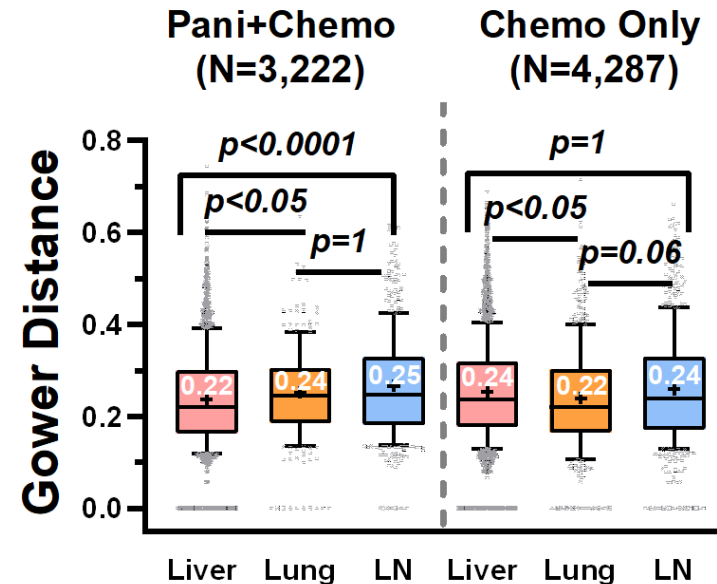 Pani+Chemo
(N=3,222)
Chemo Only
(N=4,287)
Gower Distance
0.8
0.6
0.4
0.2
0.0
p<0.0001
p<0.05
p=1
p=1
p<0.05
p=0.06
0.22
0.24
0.25
0.24
0.22
0.24
Liver Lung LN Liver Lung LN